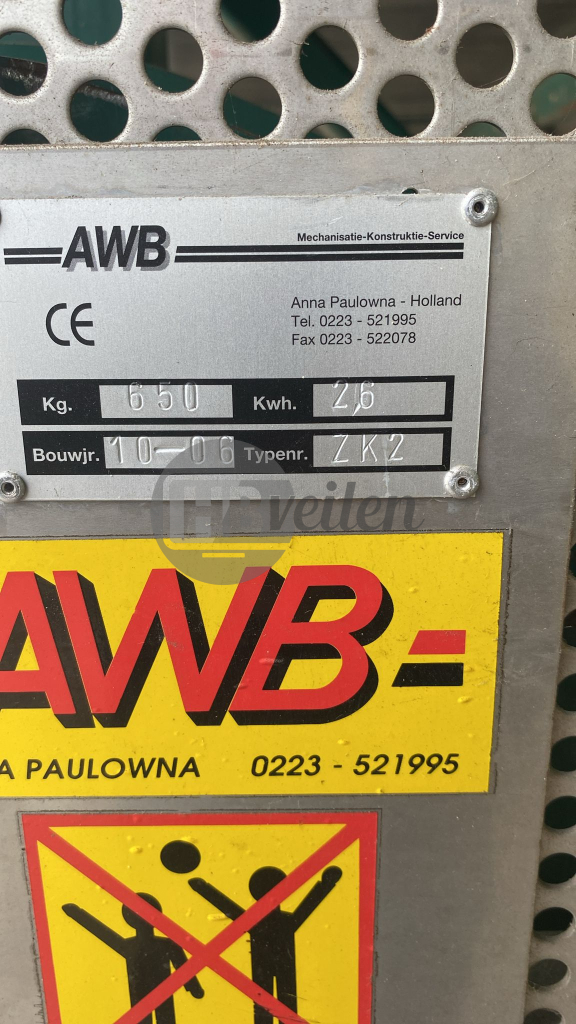 AWB
Mechanisatie-Konstruktie-Service
CE
Anna Paulowna - Holland
Tel. 0223 - 521995
Fax 0223 - 522078
Kg. 650 Kwh. 2,6
Bouwjr. 10-06 Typenr. ZK2
HPveilen
AWB
A PAULOWNA 0223 - 521995